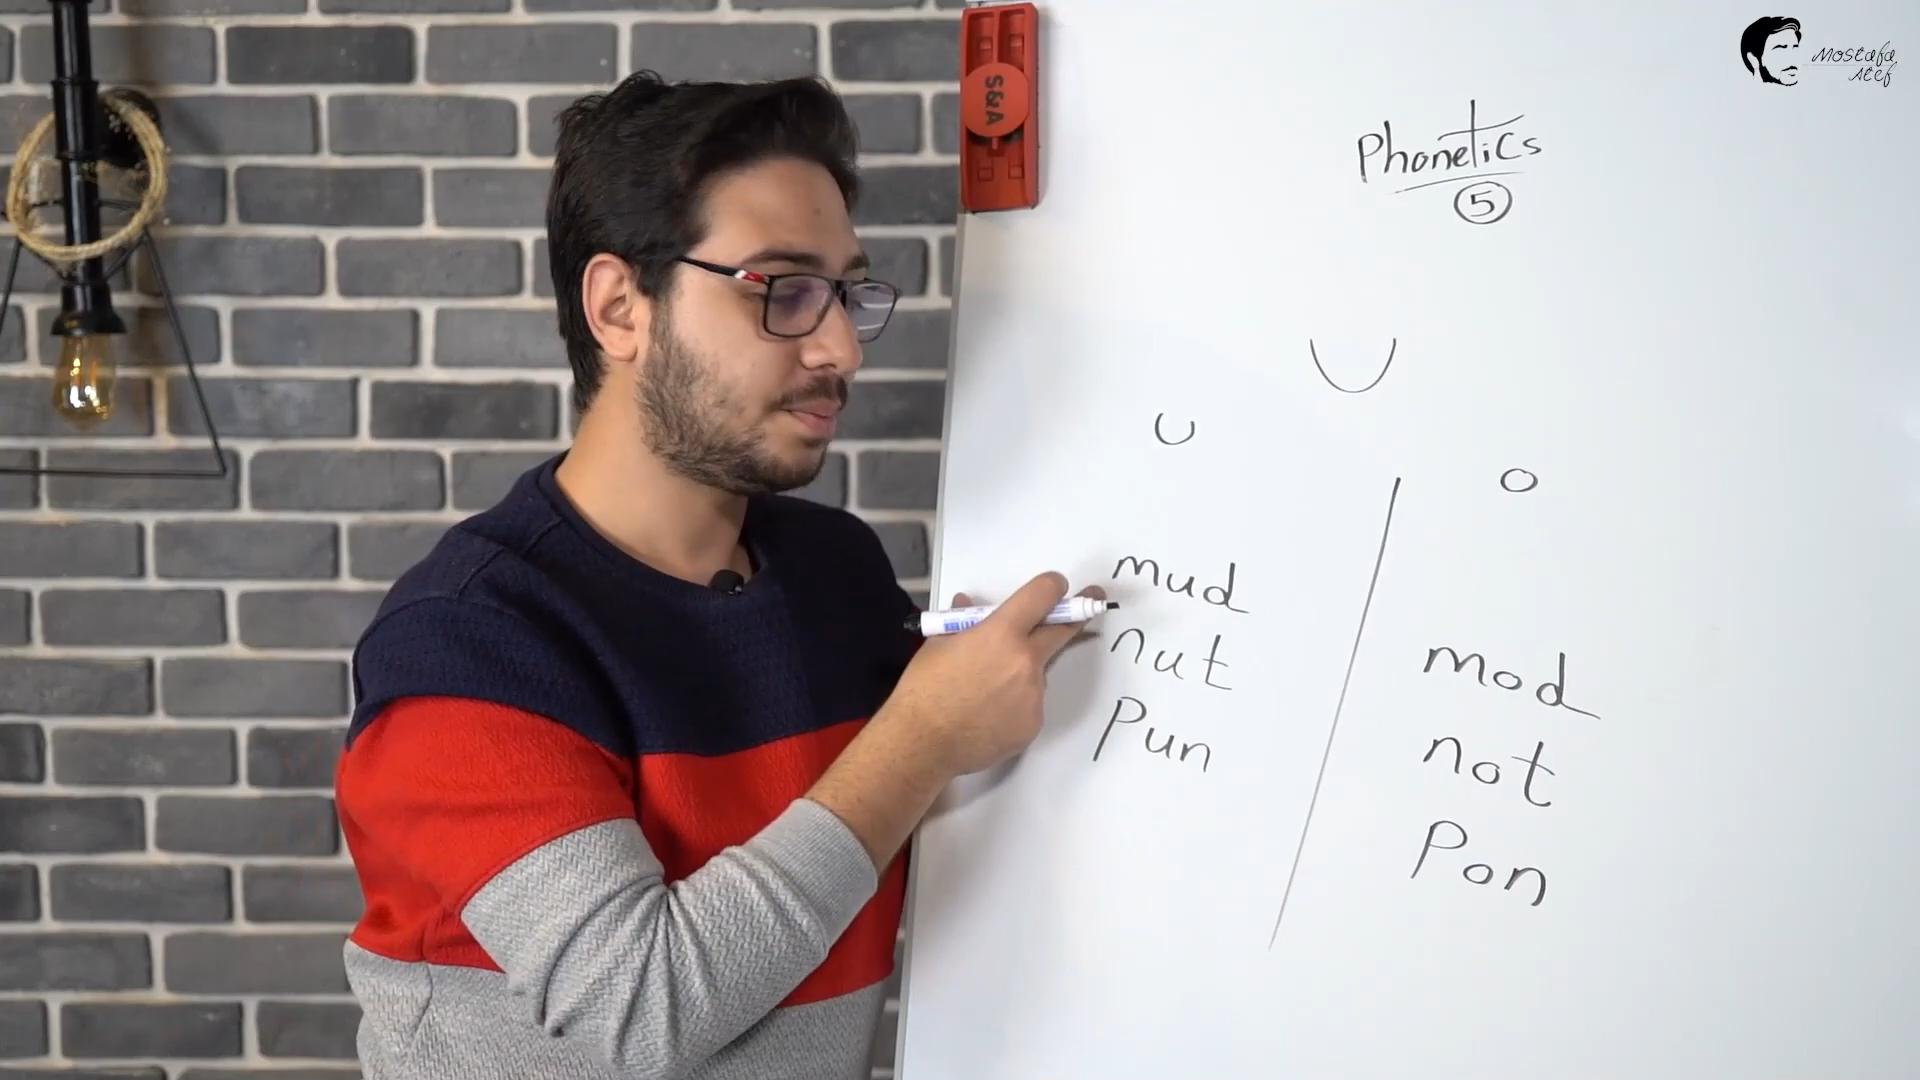 Mostafa
Atef
S&A
Phonetics
5
U
u
mud
nut
Pun
o
mod
not
Pon